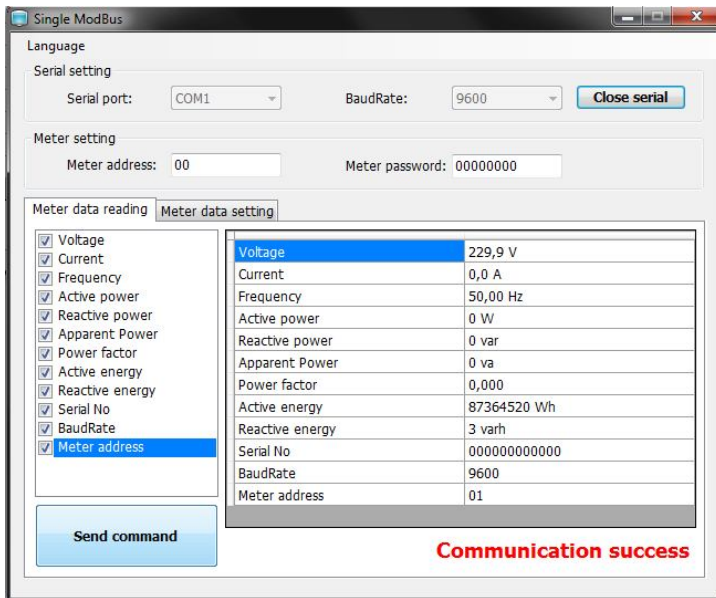 Single ModBus
Language
Serial setting
Serial port: COM1 BaudRate: 9600 Close serial
Meter setting
Meter address: 00 Meter password: 00000000
Meter data reading Meter data setting
Voltage
Current
Frequency
Active power
Reactive power
Apparent Power
Power factor
Active energy
Reactive energy
Serial No
BaudRate
Meter address
Voltage 229,9 V
Current 0,0 A
Frequency 50,00 Hz
Active power 0 W
Reactive power 0 var
Apparent Power 0 va
Power factor 0,000
Active energy 87364520 Wh
Reactive energy 3 varh
Serial No 000000000000
BaudRate 9600
Meter address 01
Send command
Communication success